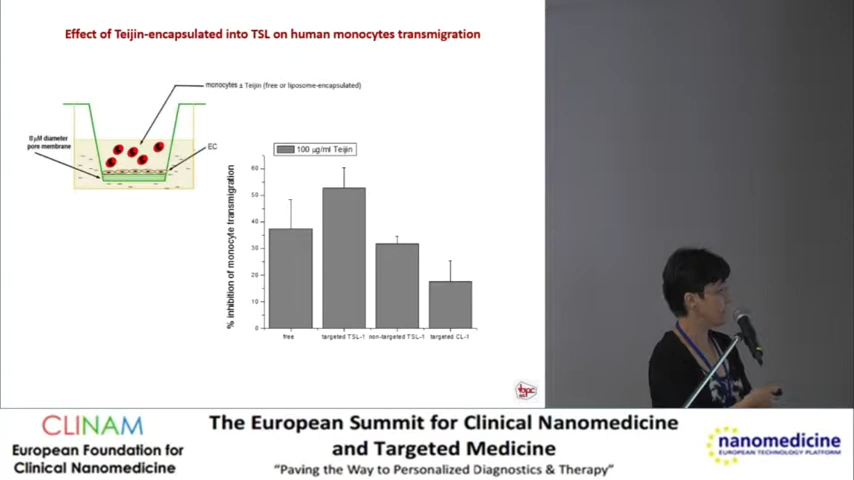 Effect of Teijin-encapsulated into TSL on human monocytes transmigration
monocytes ± Teijin (free or liposome-encapsulated)
8 μM diameter
pore membrane
EC
100 μg/ml Teijin
% inhibition of monocyte transmigration
60
50
40
30
20
10
0
free
targeted TSL-1
non-targeted TSL-1
targeted CL-1
CLINAM
European Foundation for
Clinical Nanomedicine
The European Summit for Clinical Nanomedicine
and Targeted Medicine
"Paving the Way to Personalized Diagnostics & Therapy"
nanomedicine
EUROPEAN TECHNOLOGY PLATFORM